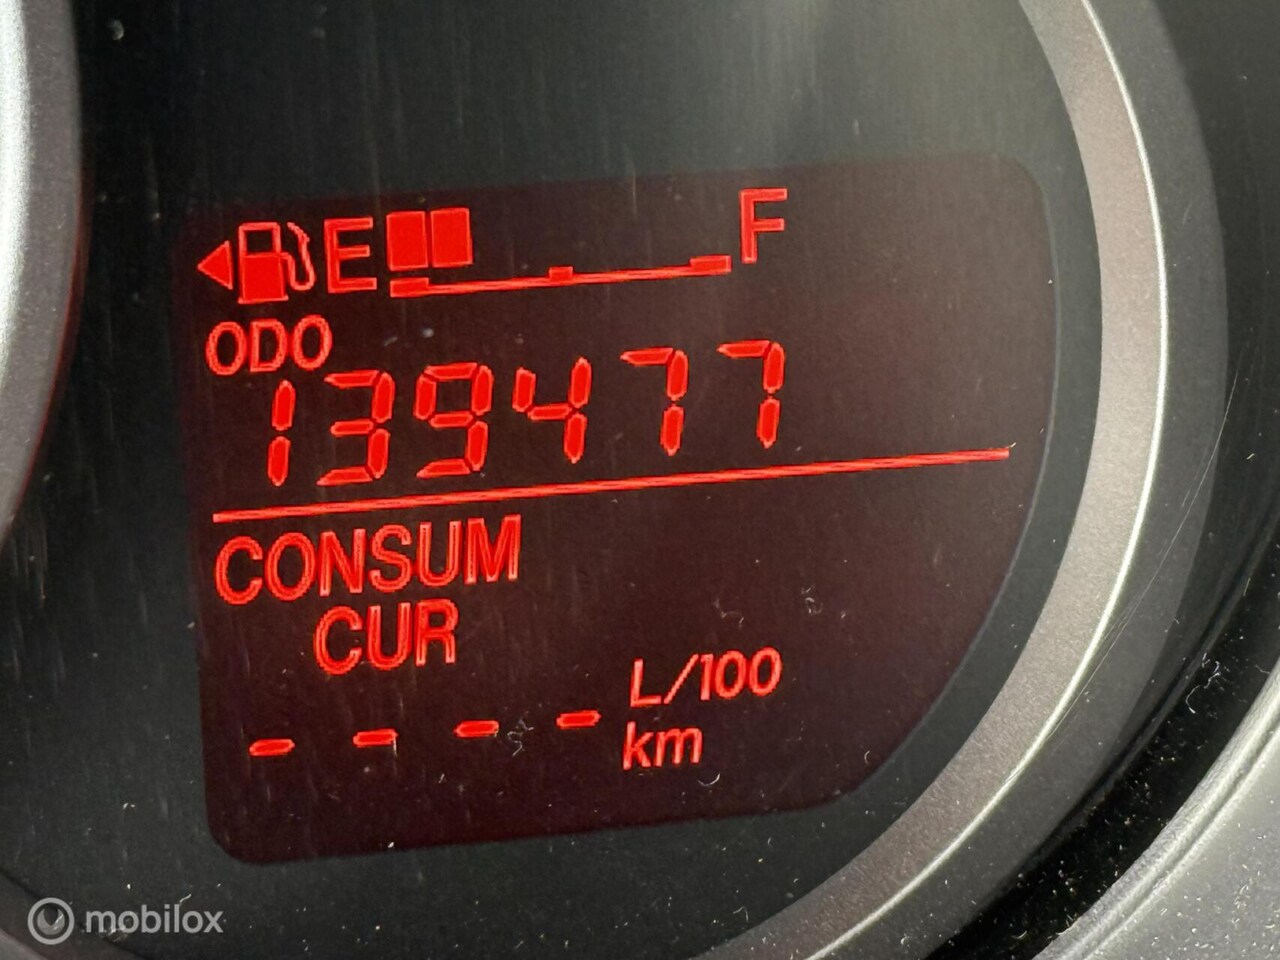 E F
ODO
139477
CONSUM
CUR
- - - - L/100
km
mobilox